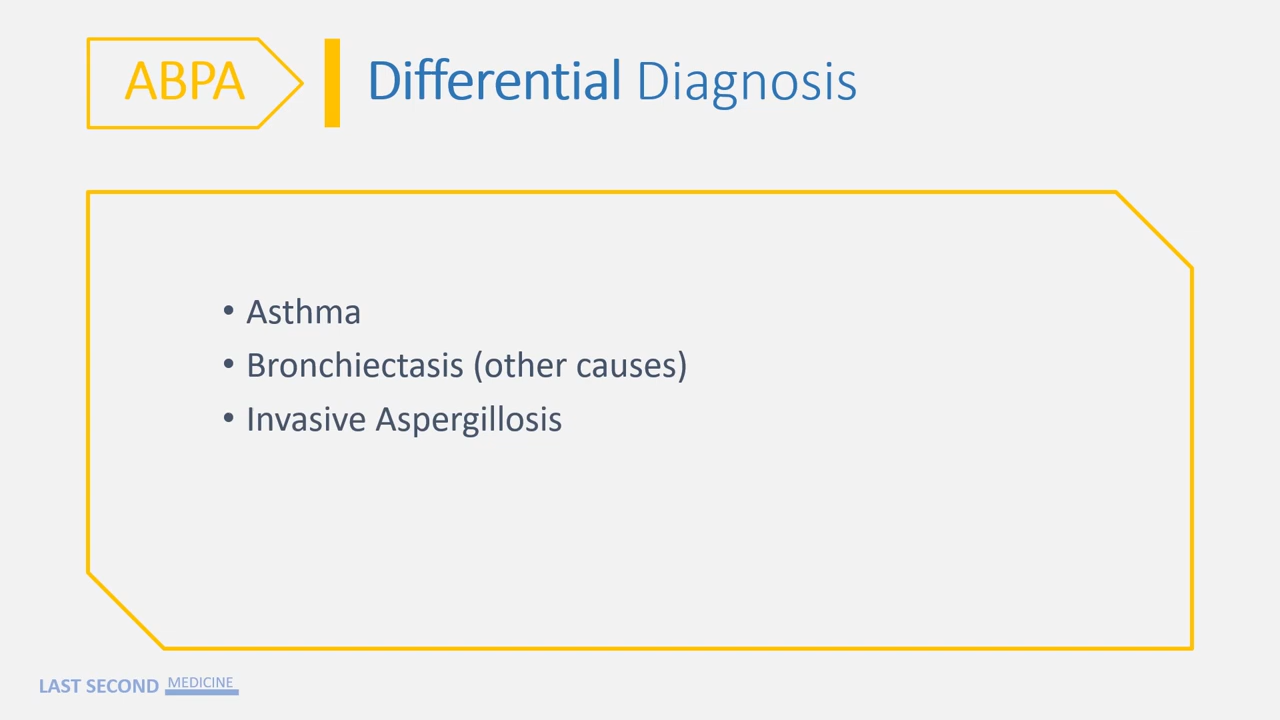 ABPA
Differential Diagnosis
• Asthma
• Bronchiectasis (other causes)
• Invasive Aspergillosis
LAST SECOND MEDICINE